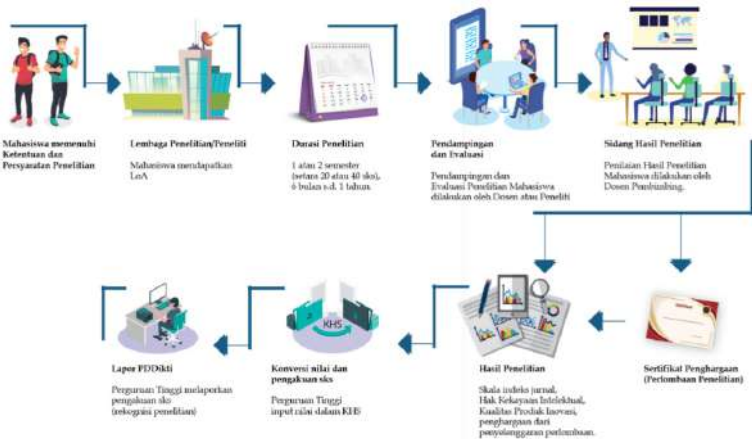 Mahasiswa memenuhi
Ketentuan dan
Persyaratan Penelitian
Lembaga Penelitian/Peneliti
Mahasiswa mendapatkan
LoA
Durasi Penelitian
1 atau 2 semester
(setara 20 atau 40 sks),
6 bulan s.d. 1 tahun.
Pendampingan
dan Evaluasi
Pendampingan dan
Evaluasi Penelitian Mahasiswa
dilakukan oleh Dosen atau Peneliti
Sidang Hasil Penelitian
Penilaian Hasil Penelitian
Mahasiswa dilakukan oleh
Dosen Pembimbing.
Lapor PDDikti
Perguruan Tinggi melaporkan
pengakuan sks
(rekognisi penelitian)
KHS
Konversi nilai dan
pengakuan sks
Perguruan Tinggi
input nilai dalam KHS
Hasil Penelitian
Skala indeks jurnal,
Hak Kekayaan Intelektual,
Kualitas Produk Inovasi,
penghargaan dari
penyelanggaran perlombaan.
Sertifikat Penghargaan
(Perlombaan Penelitian)